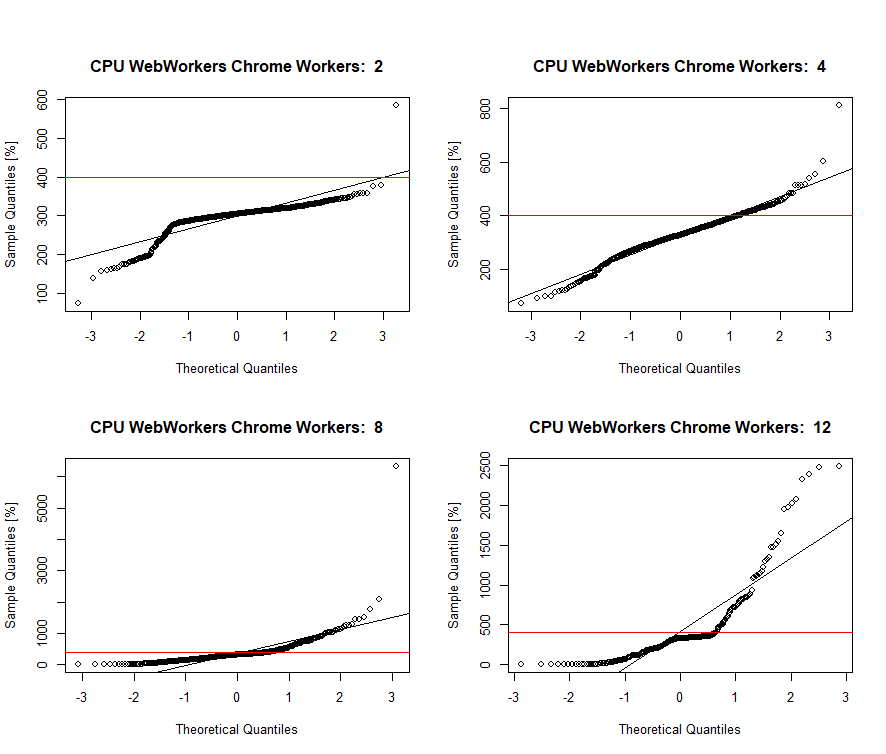 CPU WebWorkers Chrome Workers: 2
Sample Quantiles [%]
600
500
400
300
200
100
-3 -2 -1 0 1 2 3
Theoretical Quantiles
CPU WebWorkers Chrome Workers: 4
Sample Quantiles [%]
800
600
400
200
-3 -2 -1 0 1 2 3
Theoretical Quantiles
CPU WebWorkers Chrome Workers: 8
Sample Quantiles [%]
5000
3000
1000
0
-3 -2 -1 0 1 2 3
Theoretical Quantiles
CPU WebWorkers Chrome Workers: 12
Sample Quantiles [%]
2500
2000
1500
1000
500
0
-3 -2 -1 0 1 2 3
Theoretical Quantiles